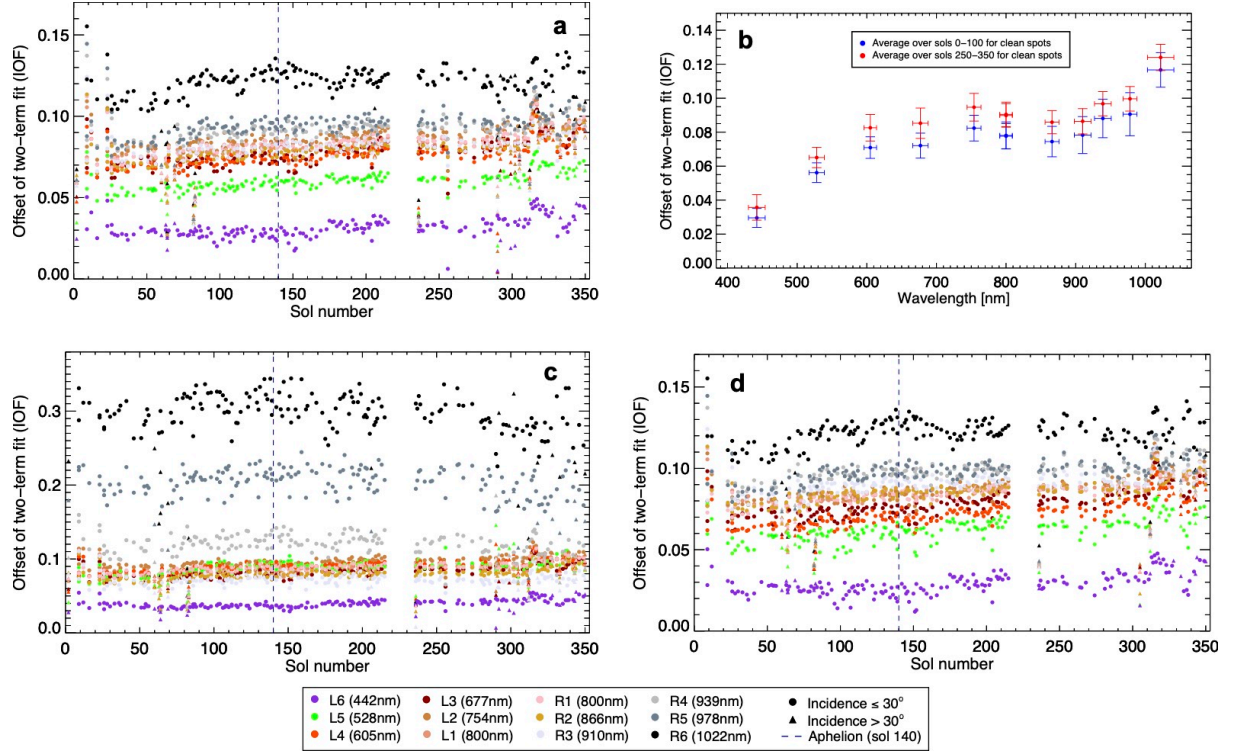 a
0.15
0.10
0.05
0.00
Offset of two−term fit (IOF)
0 50 100 150 200 250 300 350
Sol number
b
Average over sols 0−100 for clean spots
Average over sols 250−350 for clean spots
0.14
0.12
0.10
0.08
0.06
0.04
0.02
0.00
Offset of two−term fit (IOF)
400 500 600 700 800 900 1000
Wavelength [nm]
c
0.3
0.2
0.1
0.0
Offset of two−term fit (IOF)
0 50 100 150 200 250 300 350
Sol number
d
0.15
0.10
0.05
0.00
Offset of two−term fit (IOF)
0 50 100 150 200 250 300 350
Sol number
L6 (442nm) L3 (677nm) R1 (800nm) R4 (939nm) Incidence ≤ 30°
L5 (528nm) L2 (754nm) R2 (866nm) R5 (978nm) Incidence > 30°
L4 (605nm) L1 (800nm) R3 (910nm) R6 (1022nm) Aphelion (sol 140)